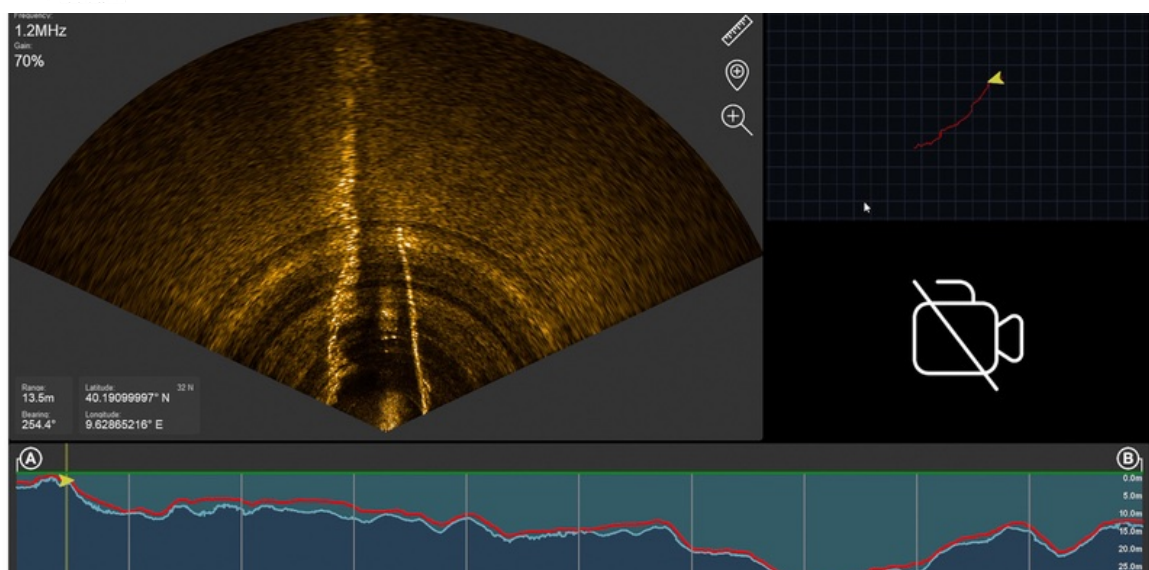 Frequency:
1.2MHz
Gain:
70%
Range:
13.5m
Bearing:
254.4°
Latitude: 32 N
40.19099997° N
Longitude:
9.62865216° E
A
B
0.0m
5.0m
10.0m
15.0m
20.0m
25.0m